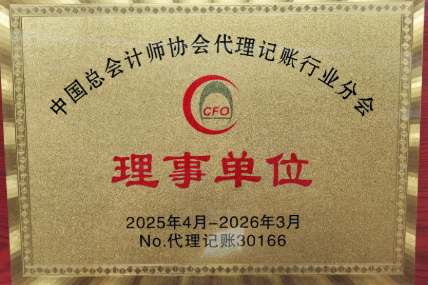 中国总会计师协会代理记账行业分会
CFO
理事单位
2025年4月-2026年3月
No.代理记账30166